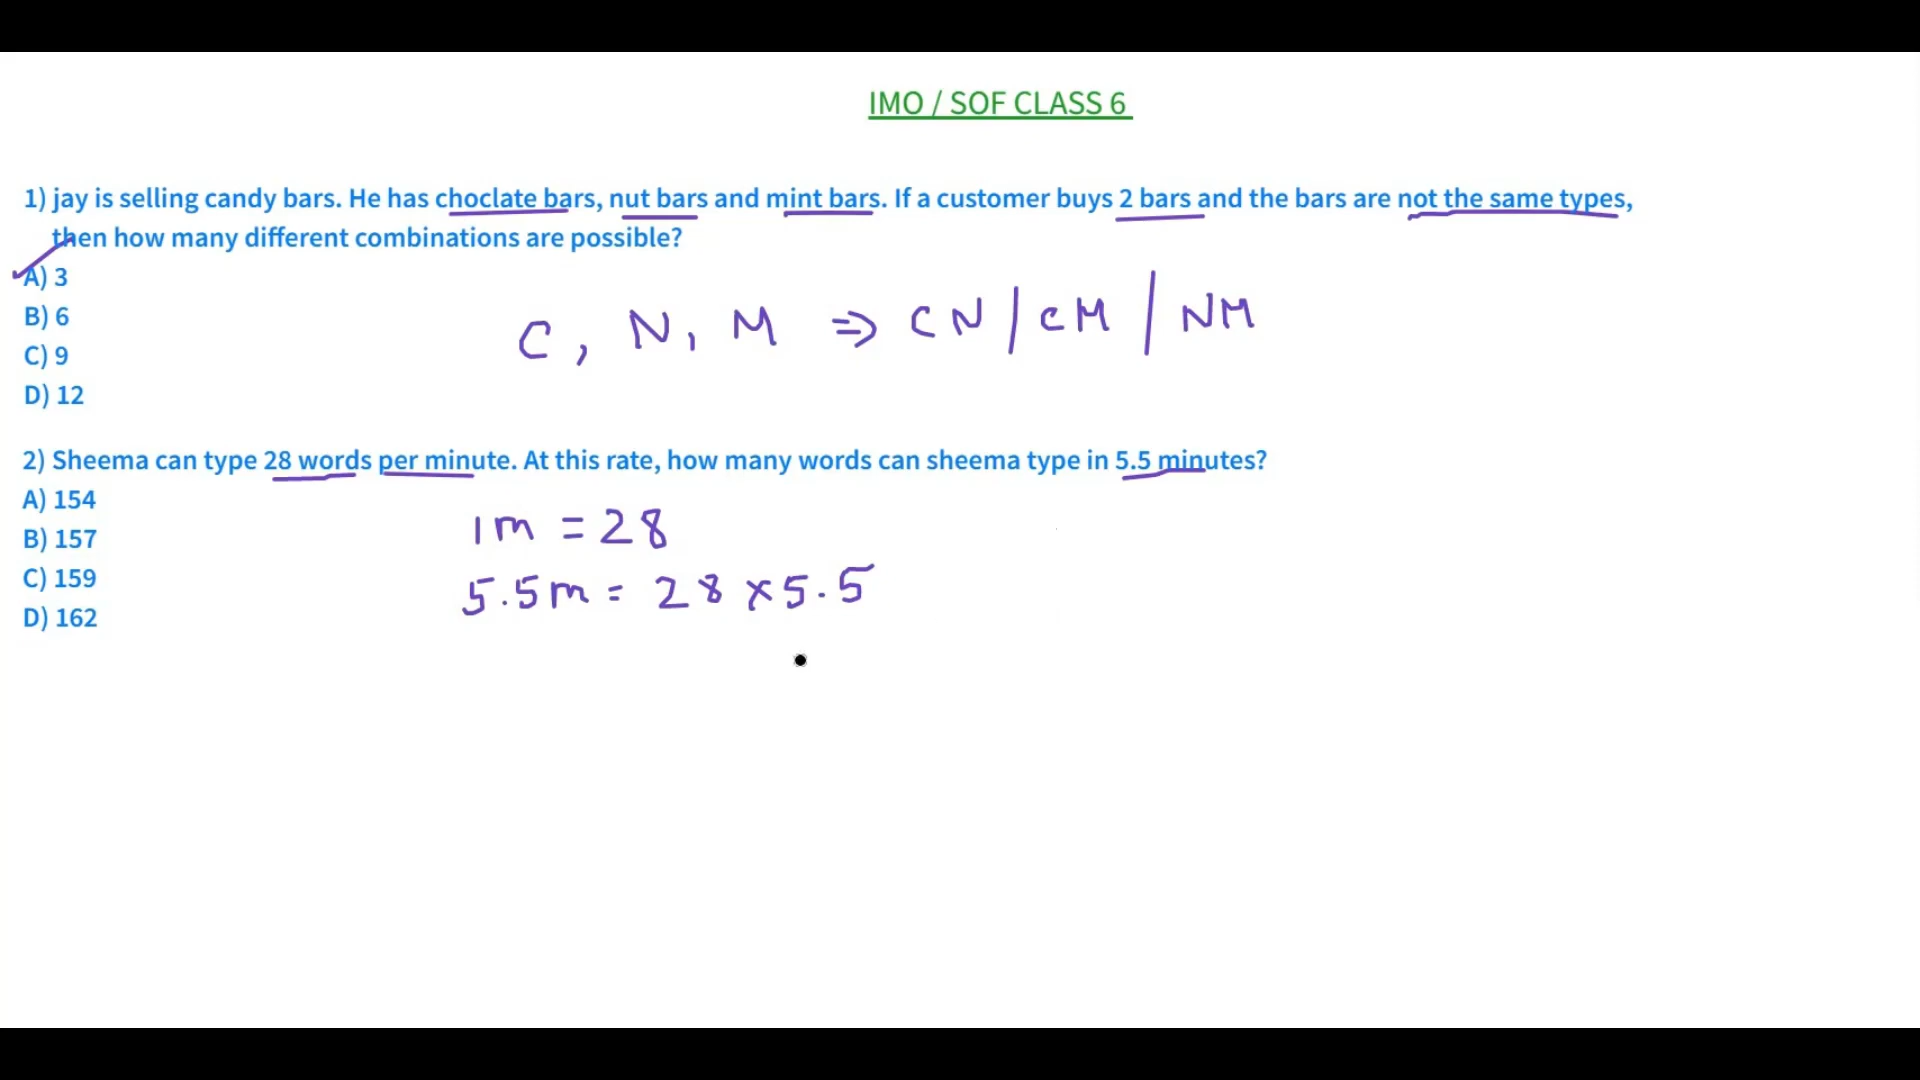 IMO / SOF CLASS 6
1) jay is selling candy bars. He has choclate bars, nut bars and mint bars. If a customer buys 2 bars and the bars are not the same types,
then how many different combinations are possible?
A) 3
B) 6
C) 9
D) 12
C, N, M ⇒ CN / CM / NM
2) Sheema can type 28 words per minute. At this rate, how many words can sheema type in 5.5 minutes?
A) 154
B) 157
C) 159
D) 162
1m = 28
5.5m = 28 x 5.5